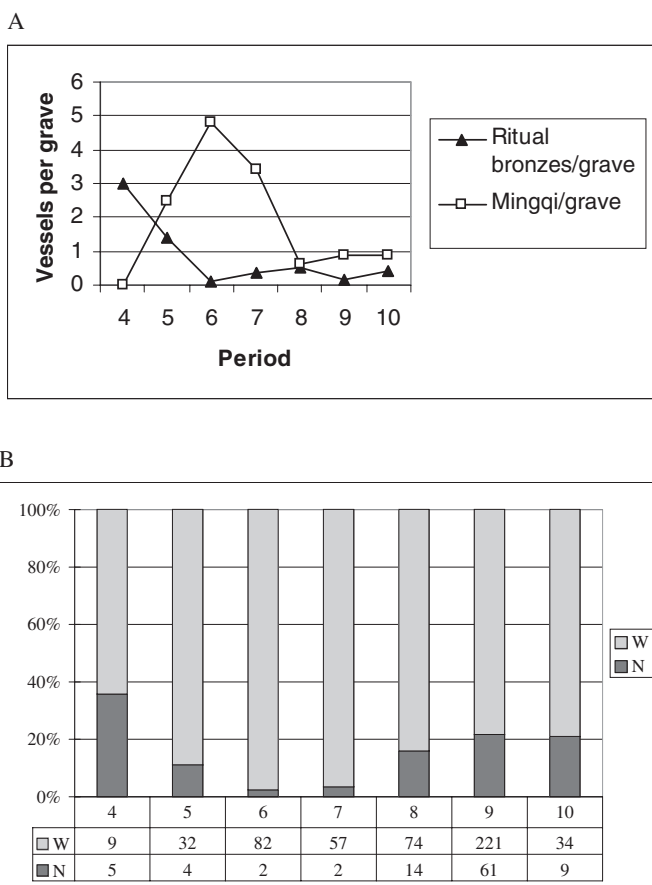 A
6
5
4
3
2
1
0
Vessels per grave
4 5 6 7 8 9 10
Period
Ritual
bronzes/grave
Mingqi/grave
B
100%
80%
60%
40%
20%
0%
W
N
4 5 6 7 8 9 10
W 9 32 82 57 74 221 34
N 5 4 2 2 14 61 9